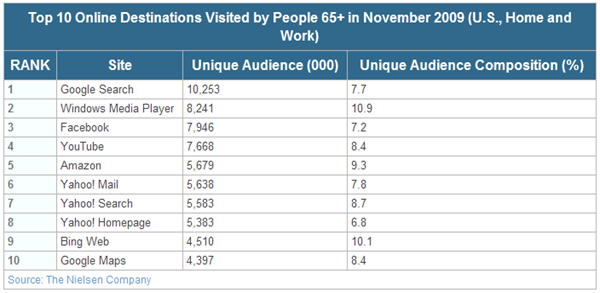 Top 10 Online Destinations Visited by People 65+ in November 2009 (U.S., Home and
Work)
RANK Site Unique Audience (000) Unique Audience Composition (%)
1 Google Search 10,253 7.7
2 Windows Media Player 8,241 10.9
3 Facebook 7,946 7.2
4 YouTube 7,668 8.4
5 Amazon 5,679 9.3
6 Yahoo! Mail 5,638 7.8
7 Yahoo! Search 5,583 8.7
8 Yahoo! Homepage 5,383 6.8
9 Bing Web 4,510 10.1
10 Google Maps 4,397 8.4
Source: The Nielsen Company